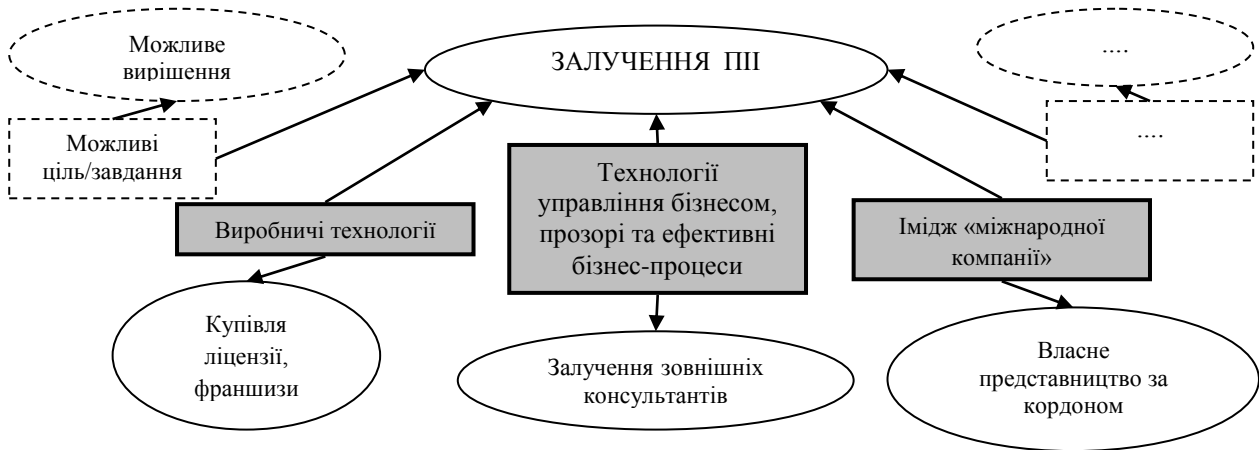 Можливе
вирішення
ЗАЛУЧЕННЯ ПІІ
....
Можливі
ціль/завдання
....
Технології
управління бізнесом,
прозорі та ефективні
бізнес-процеси
Виробничі технології
Імідж «міжнародної
компанії»
Купівля
ліцензії,
франшизи
Залучення зовнішніх
консультантів
Власне
представництво за
кордоном